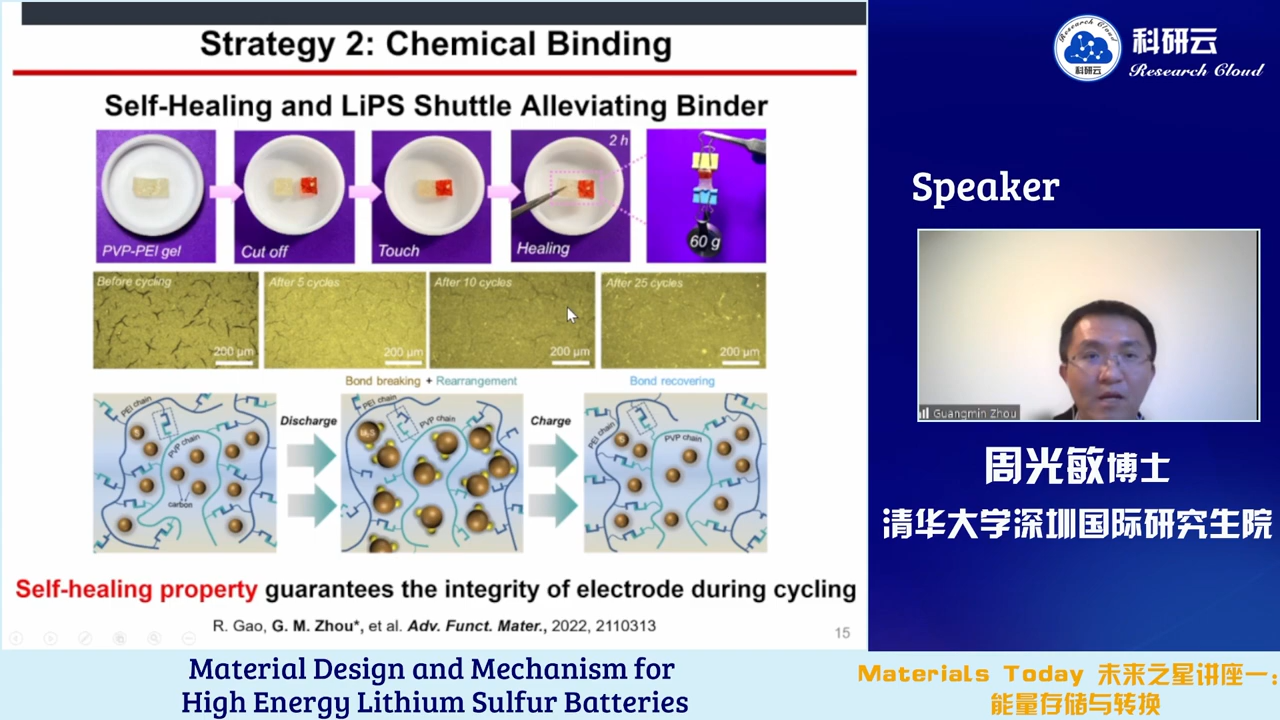 Strategy 2: Chemical Binding
Self-Healing and LiPS Shuttle Alleviating Binder
PVP-PEI gel
Cut off
Touch
Healing
2 h
60 g
Before cycling
After 5 cycles
After 10 cycles
After 25 cycles
200 μm
200 μm
200 μm
200 μm
Bond breaking + Rearrangement
Bond recovering
PEI chain
PVP chain
carbon
Discharge
PEI chain
PVP chain
Li₂S
Charge
PEI chain
PVP chain
Self-healing property guarantees the integrity of electrode during cycling
R. Gao, G. M. Zhou*, et al. Adv. Funct. Mater., 2022, 2110313
15
Research Cloud
科研云
科研云
Research Cloud
Speaker
Guangmin Zhou
周光敏博士
清华大学深圳国际研究生院
Material Design and Mechanism for
High Energy Lithium Sulfur Batteries
Materials Today 未来之星讲座一:
能量存储与转换